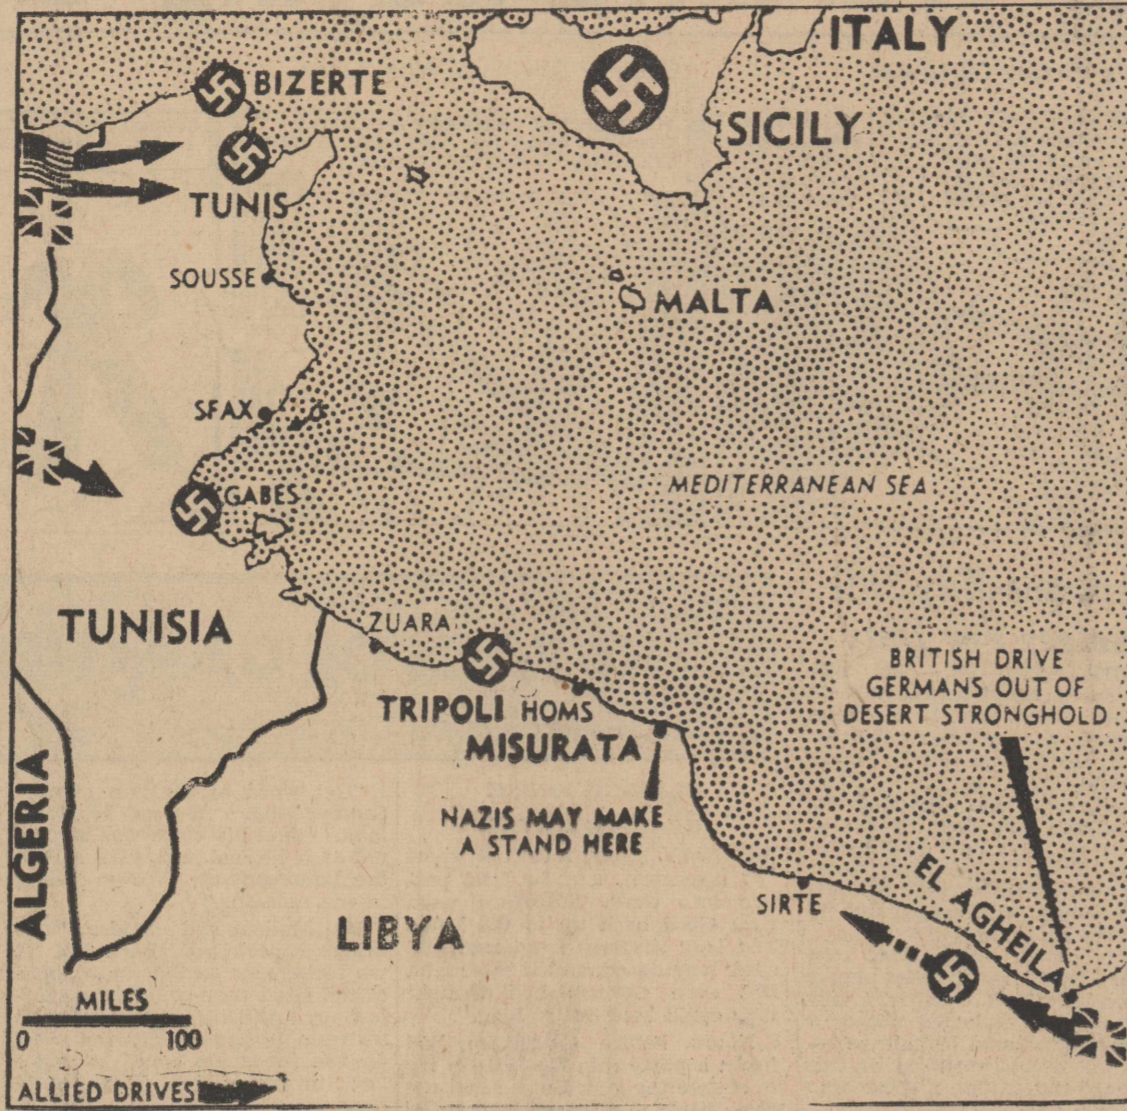 ITALY
BIZERTE
SICILY
TUNIS
SOUSSE
MALTA
SFAX
MEDITERRANEAN SEA
GABES
TUNISIA
ZUARA
BRITISH DRIVE
GERMANS OUT OF
DESERT STRONGHOLD
TRIPOLI HOMS
MISURATA
ALGERIA
NAZIS MAY MAKE
A STAND HERE
EL AGHEILA
SIRTE
LIBYA
MILES
0 100
ALLIED DRIVES